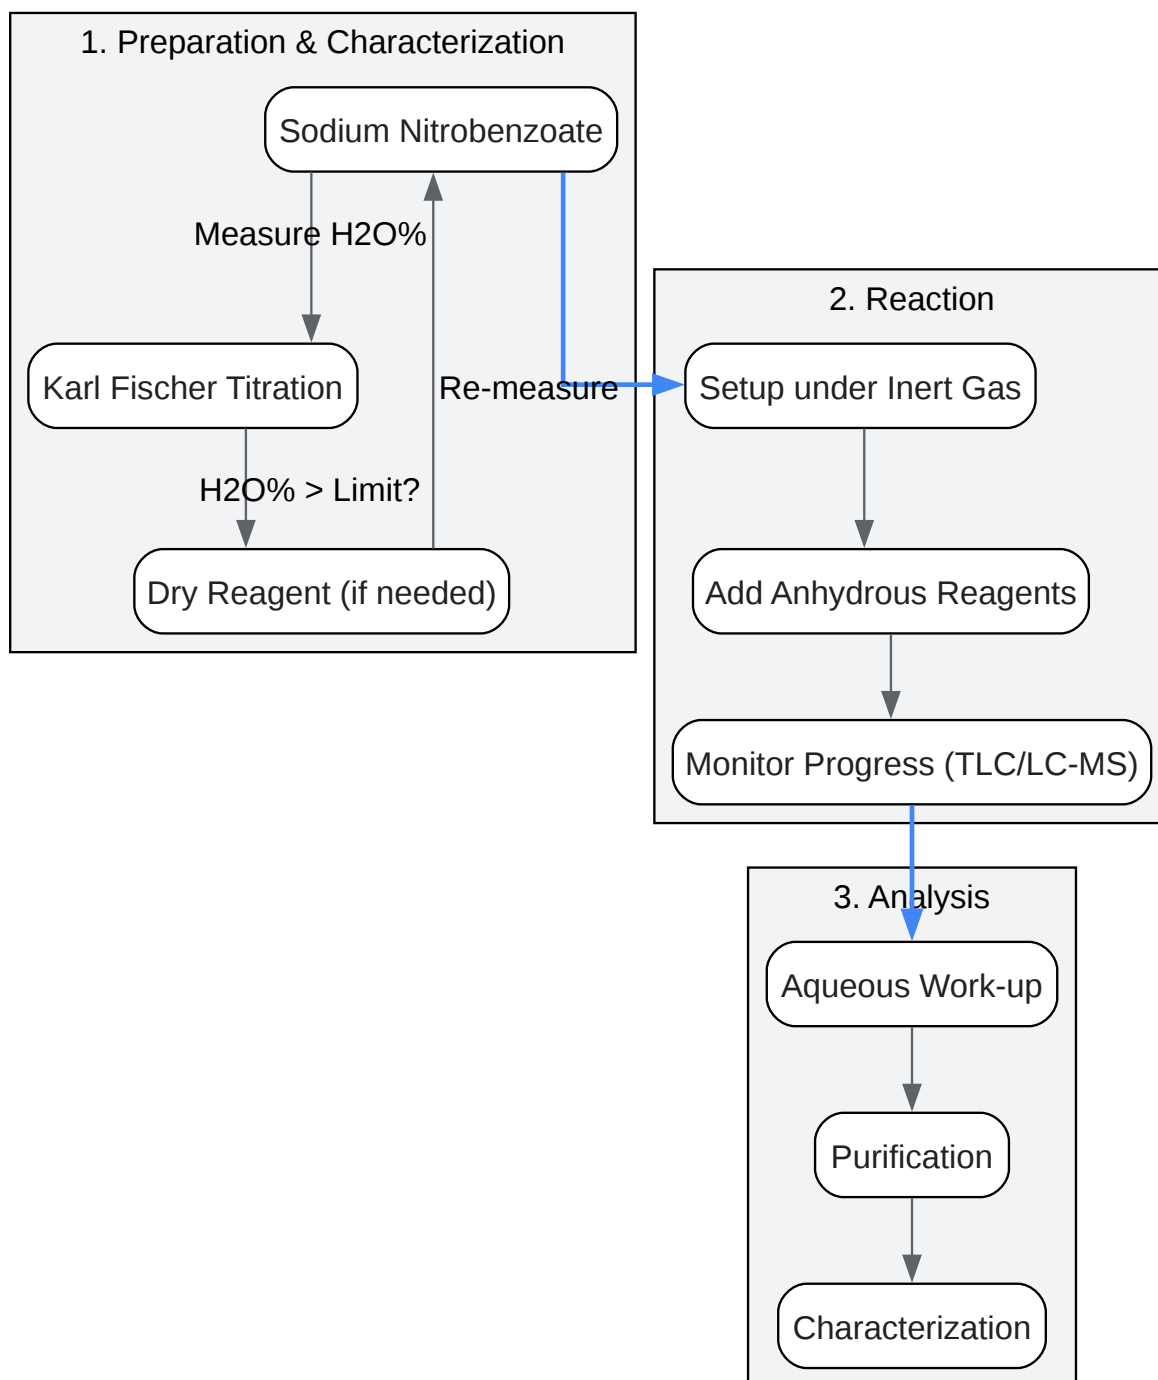 1. Preparation & Characterization
Sodium Nitrobenzoate
Measure H2O%
Karl Fischer Titration
Re-measure
H2O% > Limit?
Dry Reagent (if needed)
2. Reaction
Setup under Inert Gas
Add Anhydrous Reagents
Monitor Progress (TLC/LC-MS)
3. Analysis
Aqueous Work-up
Purification
Characterization